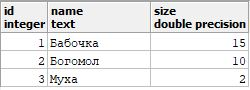 id name size
integer text double precision
1 Бабочка 15
2 Богомол 10
3 Муха 2